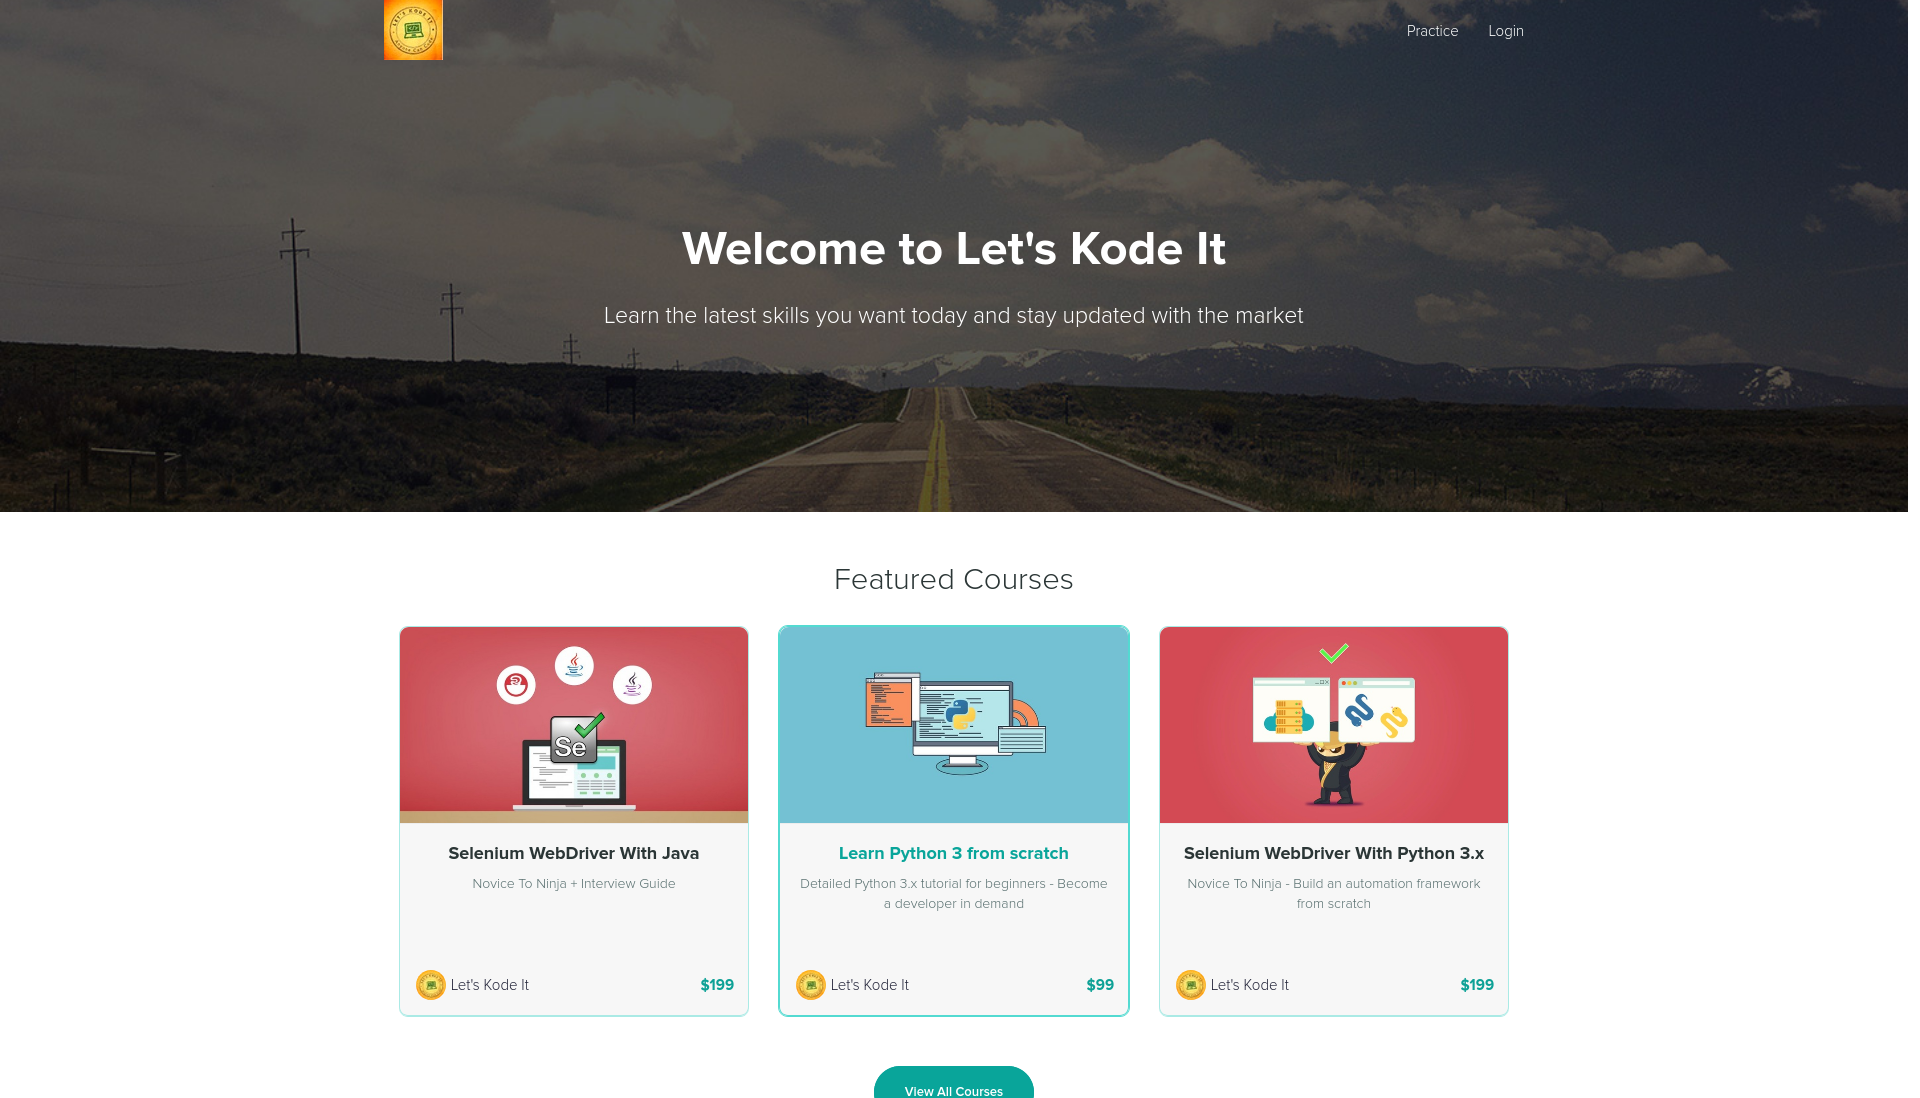 LET'S KODE IT
Practice
Login
Welcome to Let's Kode It
Learn the latest skills you want today and stay updated with the market
Featured Courses
Se
Selenium WebDriver With Java
Novice To Ninja + Interview Guide
Let's Kode It
$199
Learn Python 3 from scratch
Detailed Python 3.x tutorial for beginners - Become
a developer in demand
Let's Kode It
$99
Selenium WebDriver With Python 3.x
Novice To Ninja - Build an automation framework
from scratch
Let's Kode It
$199
View All Courses